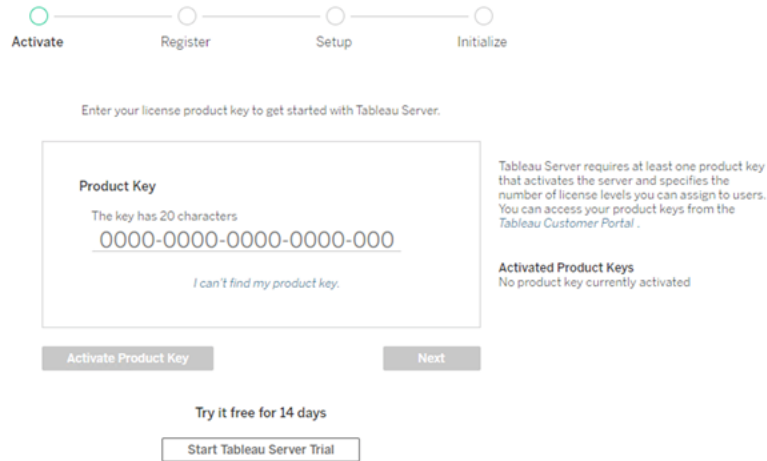 Activate
Register
Setup
Initialize
Enter your license product key to get started with Tableau Server.
Product Key
The key has 20 characters
0000-0000-0000-0000-000
I can't find my product key.
Activate Product Key
Next
Tableau Server requires at least one product key
that activates the server and specifies the
number of license levels you can assign to users.
You can access your product keys from the
Tableau Customer Portal .
Activated Product Keys
No product key currently activated
Try it free for 14 days
Start Tableau Server Trial